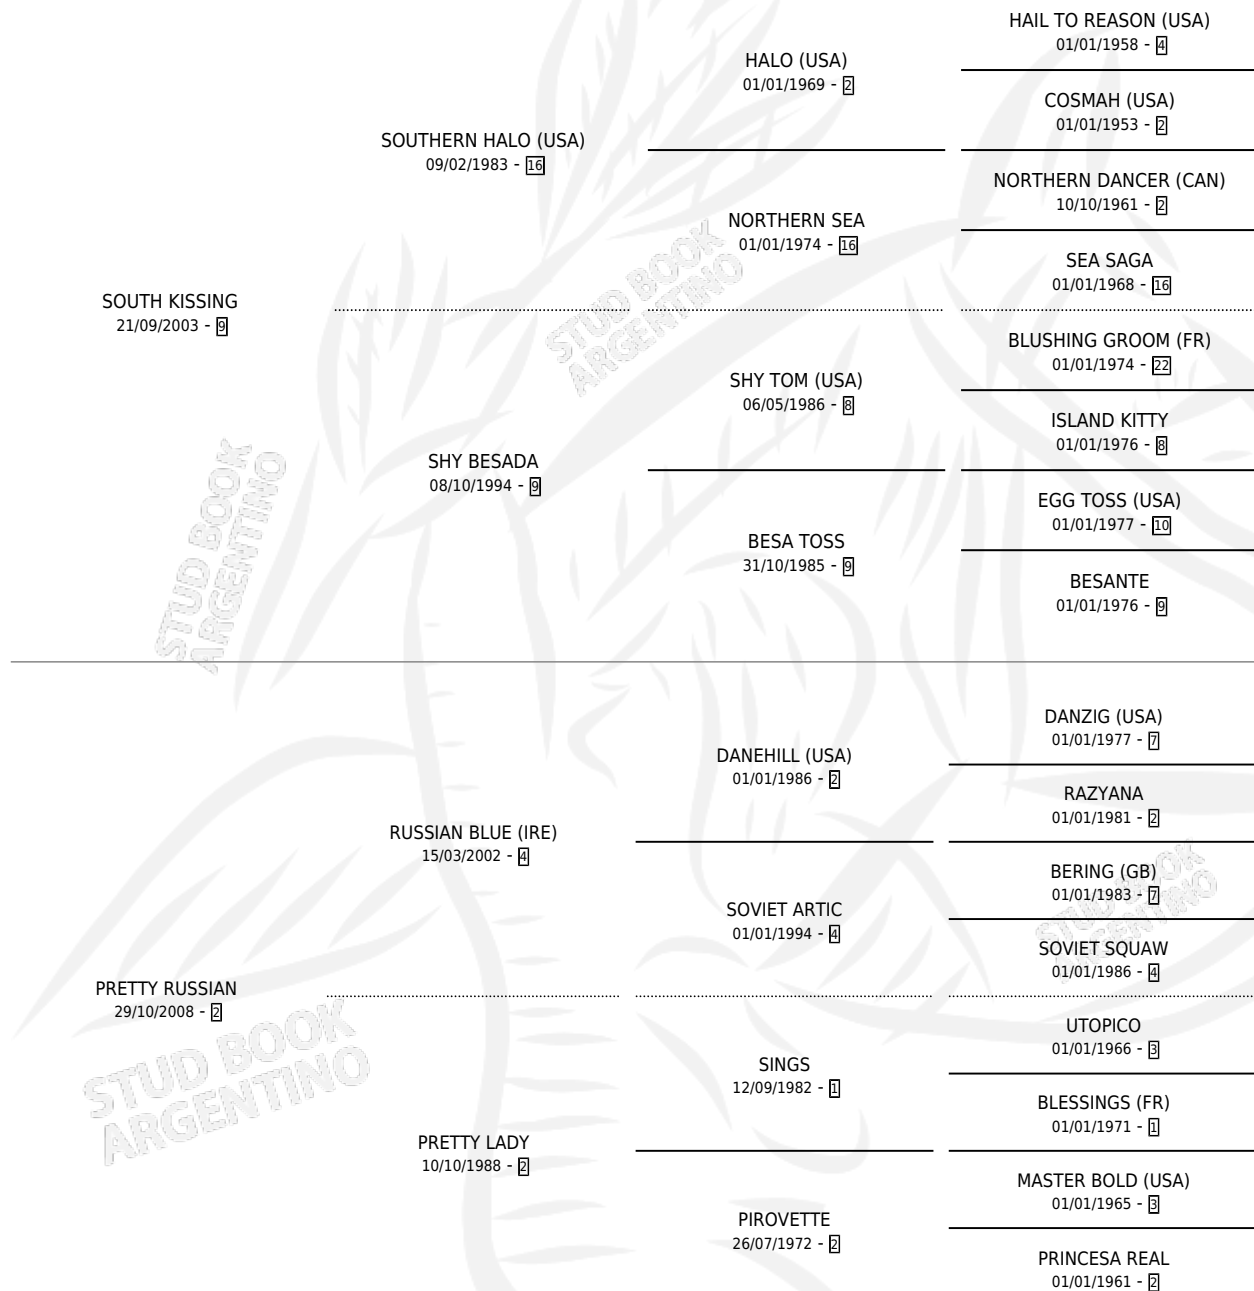 HAIL TO REASON (USA)
01/01/1958 - 4
HALO (USA)
01/01/1969 - 2
COSMAH (USA)
01/01/1953 - 2
SOUTHERN HALO (USA)
09/02/1983 - 16
NORTHERN DANCER (CAN)
10/10/1961 - 2
NORTHERN SEA
01/01/1974 - 16
SEA SAGA
01/01/1968 - 16
SOUTH KISSING
21/09/2003 - 9
STUD BOOK
ARGENTINO
BLUSHING GROOM (FR)
01/01/1974 - 22
SHY TOM (USA)
06/05/1986 - 8
ISLAND KITTY
01/01/1976 - 8
SHY BESADA
08/10/1994 - 9
EGG TOSS (USA)
01/01/1977 - 10
BESA TOSS
31/10/1985 - 9
BESANTE
01/01/1976 - 9
STUD BOOK
ARGENTINO
DANZIG (USA)
01/01/1977 - 7
DANEHILL (USA)
01/01/1986 - 2
RAZYANA
01/01/1981 - 2
RUSSIAN BLUE (IRE)
15/03/2002 - 4
BERING (GB)
01/01/1983 - 7
SOVIET ARTIC
01/01/1994 - 4
STUD BOOK
ARGENTINO
SOVIET SQUAW
01/01/1986 - 4
PRETTY RUSSIAN
29/10/2008 - 2
STUD BOOK
ARGENTINO
UTOPICO
01/01/1966 - 3
SINGS
12/09/1982 - 1
BLESSINGS (FR)
01/01/1971 - 1
PRETTY LADY
10/10/1988 - 2
MASTER BOLD (USA)
01/01/1965 - 3
PIROVETTE
26/07/1972 - 2
PRINCESA REAL
01/01/1961 - 2